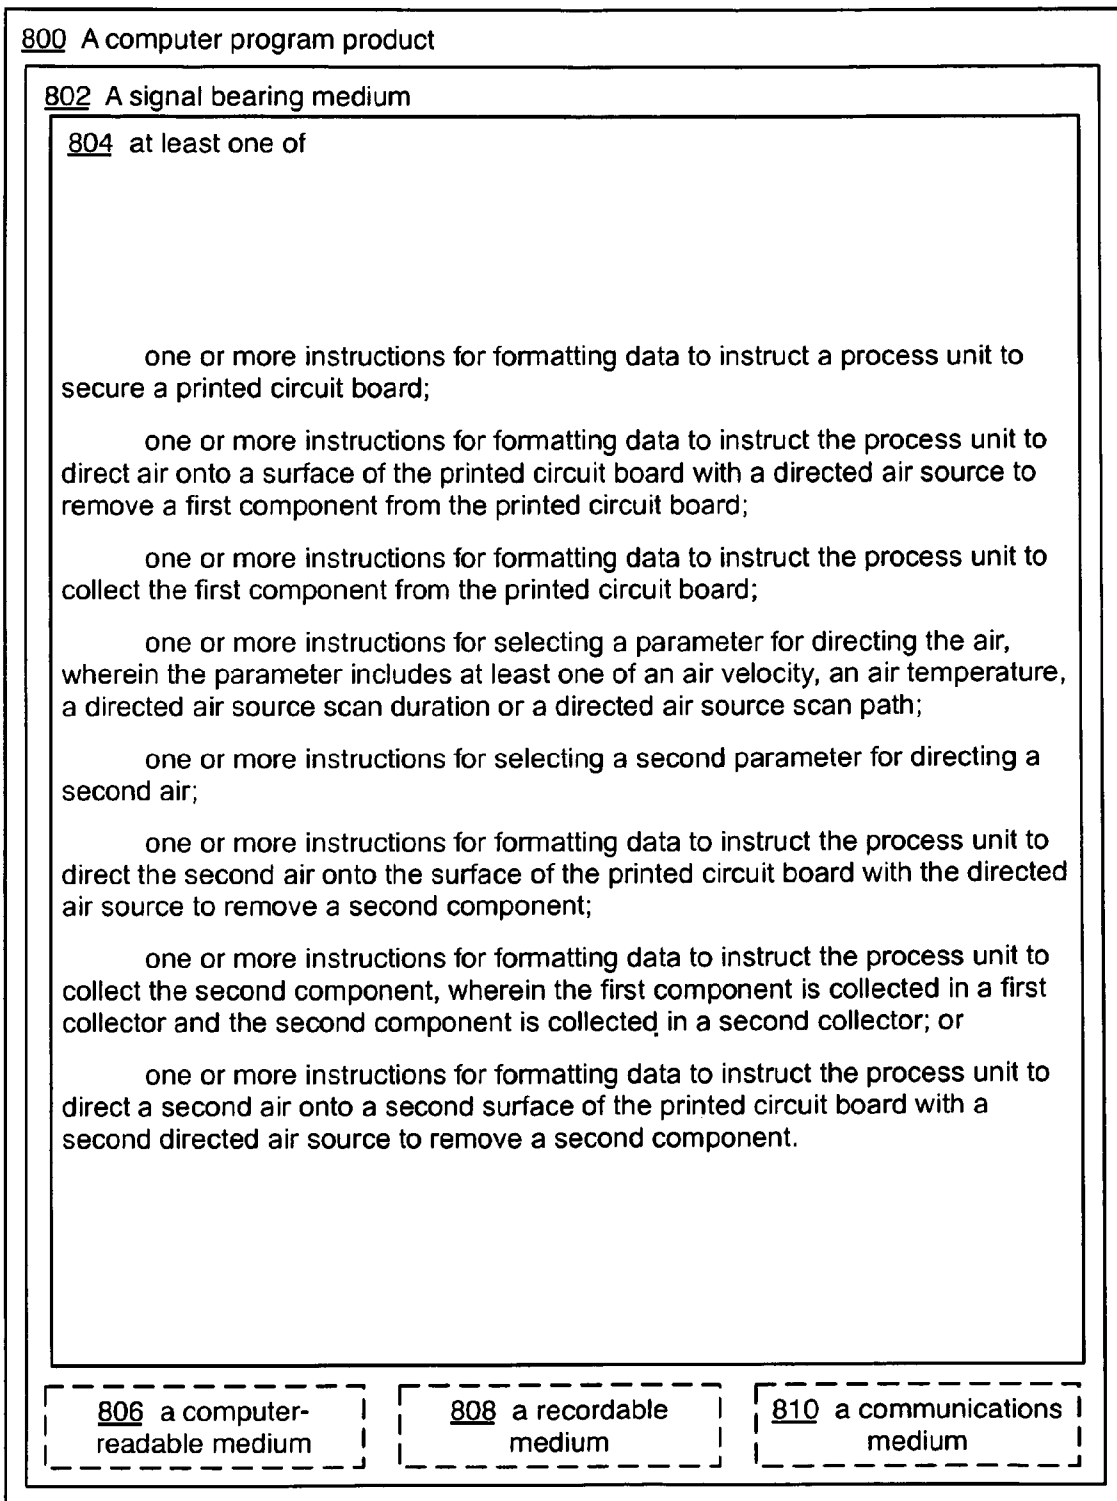 800 A computer program product
802 A signal bearing medium
804 at least one of
one or more instructions for formatting data to instruct a process unit to
secure a printed circuit board;
one or more instructions for formatting data to instruct the process unit to
direct air onto a surface of the printed circuit board with a directed air source to
remove a first component from the printed circuit board;
one or more instructions for formatting data to instruct the process unit to
collect the first component from the printed circuit board;
one or more instructions for selecting a parameter for directing the air,
wherein the parameter includes at least one of an air velocity, an air temperature,
a directed air source scan duration or a directed air source scan path;
one or more instructions for selecting a second parameter for directing a
second air;
one or more instructions for formatting data to instruct the process unit to
direct the second air onto the surface of the printed circuit board with the directed
air source to remove a second component;
one or more instructions for formatting data to instruct the process unit to
collect the second component, wherein the first component is collected in a first
collector and the second component is collected in a second collector; or
one or more instructions for formatting data to instruct the process unit to
direct a second air onto a second surface of the printed circuit board with a
second directed air source to remove a second component.
806 a computer-
readable medium
808 a recordable
medium
810 a communications
medium